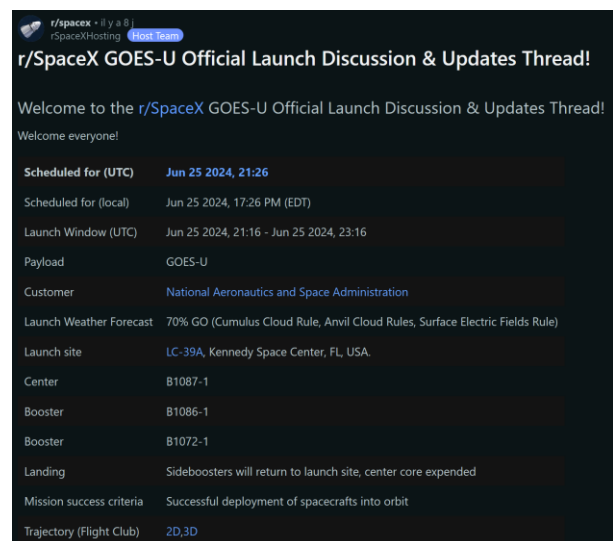 r/spacex • il y a 8 j
rSpaceXHosting Host Team
r/SpaceX GOES-U Official Launch Discussion & Updates Thread!
Welcome to the r/SpaceX GOES-U Official Launch Discussion & Updates Thread!
Welcome everyone!
Scheduled for (UTC) Jun 25 2024, 21:26
Scheduled for (local) Jun 25 2024, 17:26 PM (EDT)
Launch Window (UTC) Jun 25 2024, 21:16 - Jun 25 2024, 23:16
Payload GOES-U
Customer National Aeronautics and Space Administration
Launch Weather Forecast 70% GO (Cumulus Cloud Rule, Anvil Cloud Rules, Surface Electric Fields Rule)
Launch site LC-39A, Kennedy Space Center, FL, USA.
Center B1087-1
Booster B1086-1
Booster B1072-1
Landing Sideboosters will return to launch site, center core expended
Mission success criteria Successful deployment of spacecrafts into orbit
Trajectory (Flight Club) 2D,3D